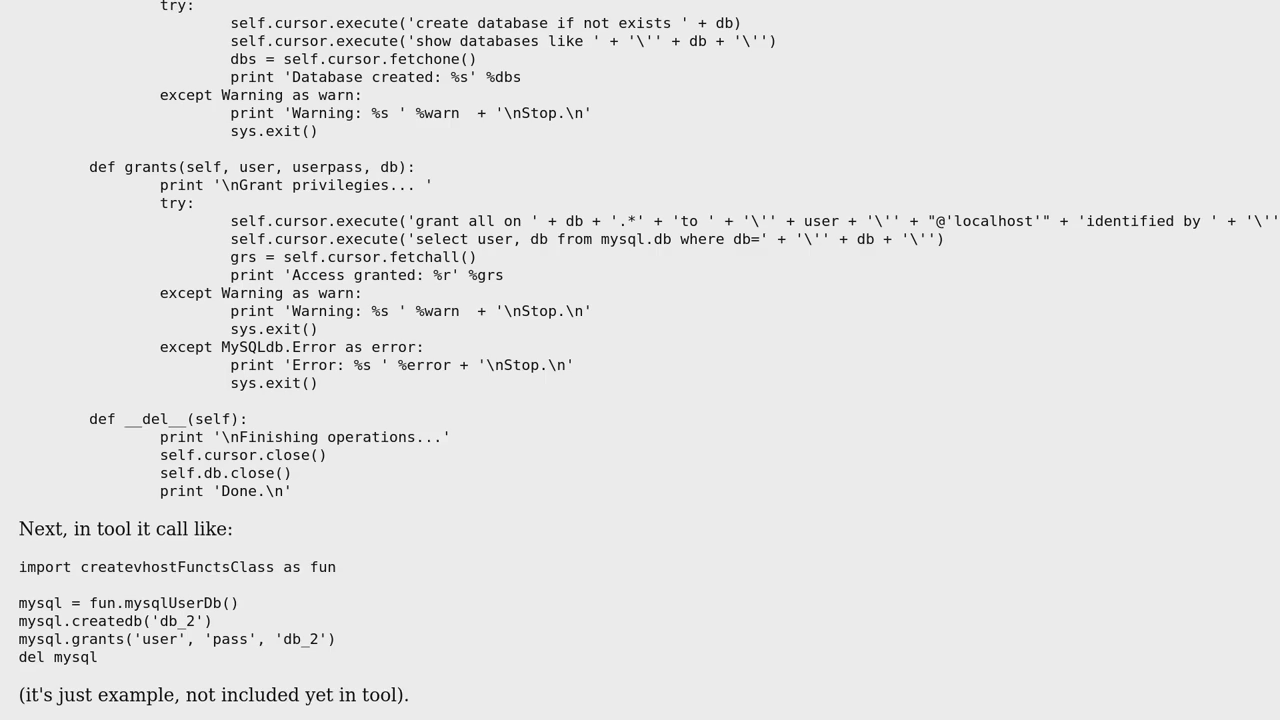 try:
self.cursor.execute('create database if not exists ' + db)
self.cursor.execute('show databases like ' + '\'' + db + '\'')
dbs = self.cursor.fetchone()
print 'Database created: %s' %dbs
except Warning as warn:
print 'Warning: %s ' %warn  + '\nStop.\n'
sys.exit()
def grants(self, user, userpass, db):
print '\nGrant privilegies... '
try:
self.cursor.execute('grant all on ' + db + '.*' + 'to ' + '\'' + user + '\'' + "@'localhost'" + 'identified by ' + '\''
self.cursor.execute('select user, db from mysql.db where db=' + '\'' + db + '\'')
grs = self.cursor.fetchall()
print 'Access granted: %r' %grs
except Warning as warn:
print 'Warning: %s ' %warn  + '\nStop.\n'
sys.exit()
except MySQLdb.Error as error:
print 'Error: %s ' %error + '\nStop.\n'
sys.exit()
def __del__(self):
print '\nFinishing operations...'
self.cursor.close()
self.db.close()
print 'Done.\n'
Next, in tool it call like:
import createvhostFunctsClass as fun
mysql = fun.mysqlUserDb()
mysql.createdb('db_2')
mysql.grants('user', 'pass', 'db_2')
del mysql
(it's just example, not included yet in tool).